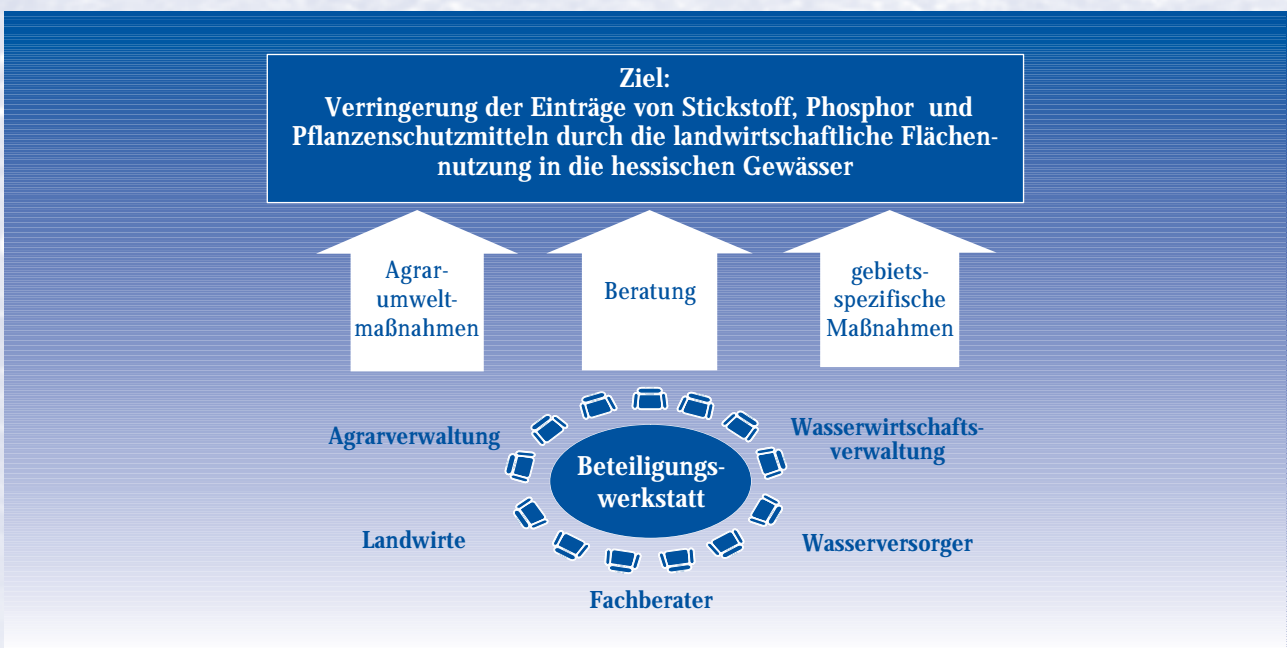 Ziel:
Verringerung der Einträge von Stickstoff, Phosphor und
Pflanzenschutzmitteln durch die landwirtschaftliche Flächen-
nutzung in die hessischen Gewässer
Agrar-
umwelt-
maßnahmen
Beratung
gebiets-
spezifische
Maßnahmen
Agrarverwaltung
Wasserwirtschafts-
verwaltung
Beteiligungs-
werkstatt
Landwirte
Wasserversorger
Fachberater